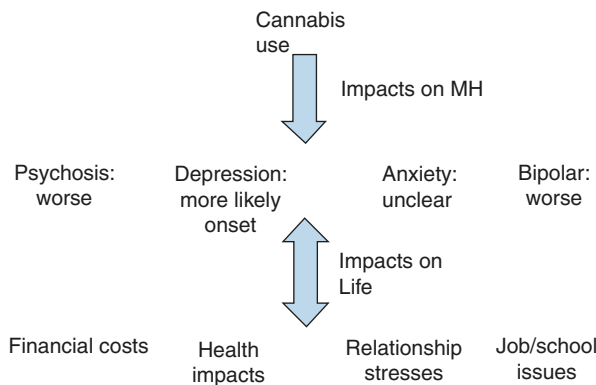 Cannabis
use
Impacts on MH
Psychosis:
worse
Depression:
more likely
onset
Anxiety:
unclear
Bipolar:
worse
Impacts on
Life
Financial costs
Health
impacts
Relationship
stresses
Job/school
issues